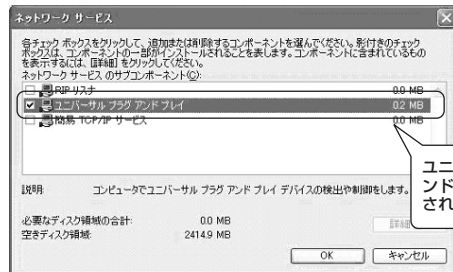 ネットワーク サービス
各チェック ボックスをクリックして、追加または削除するコンポーネントを選んでください。影付きのチェック
ボックスは、コンポーネントの一部がインストールされることを表します。コンポーネントに含まれているもの
を表示するには、[詳細] をクリックしてください。
ネットワーク サービス のサブコンポーネント(C):
RIP リスナ 0.0 MB
ユニバーサル プラグ アンド プレイ 0.2 MB
簡易 TCP/IP サービス 0.0 MB
ユニ
ンド
され
説明: コンピュータでユニバーサル プラグ アンド プレイ デバイスの検出や制御をします。
必要なディスク領域の合計: 0.0 MB
空きディスク領域: 2414.9 MB
OK キャンセル